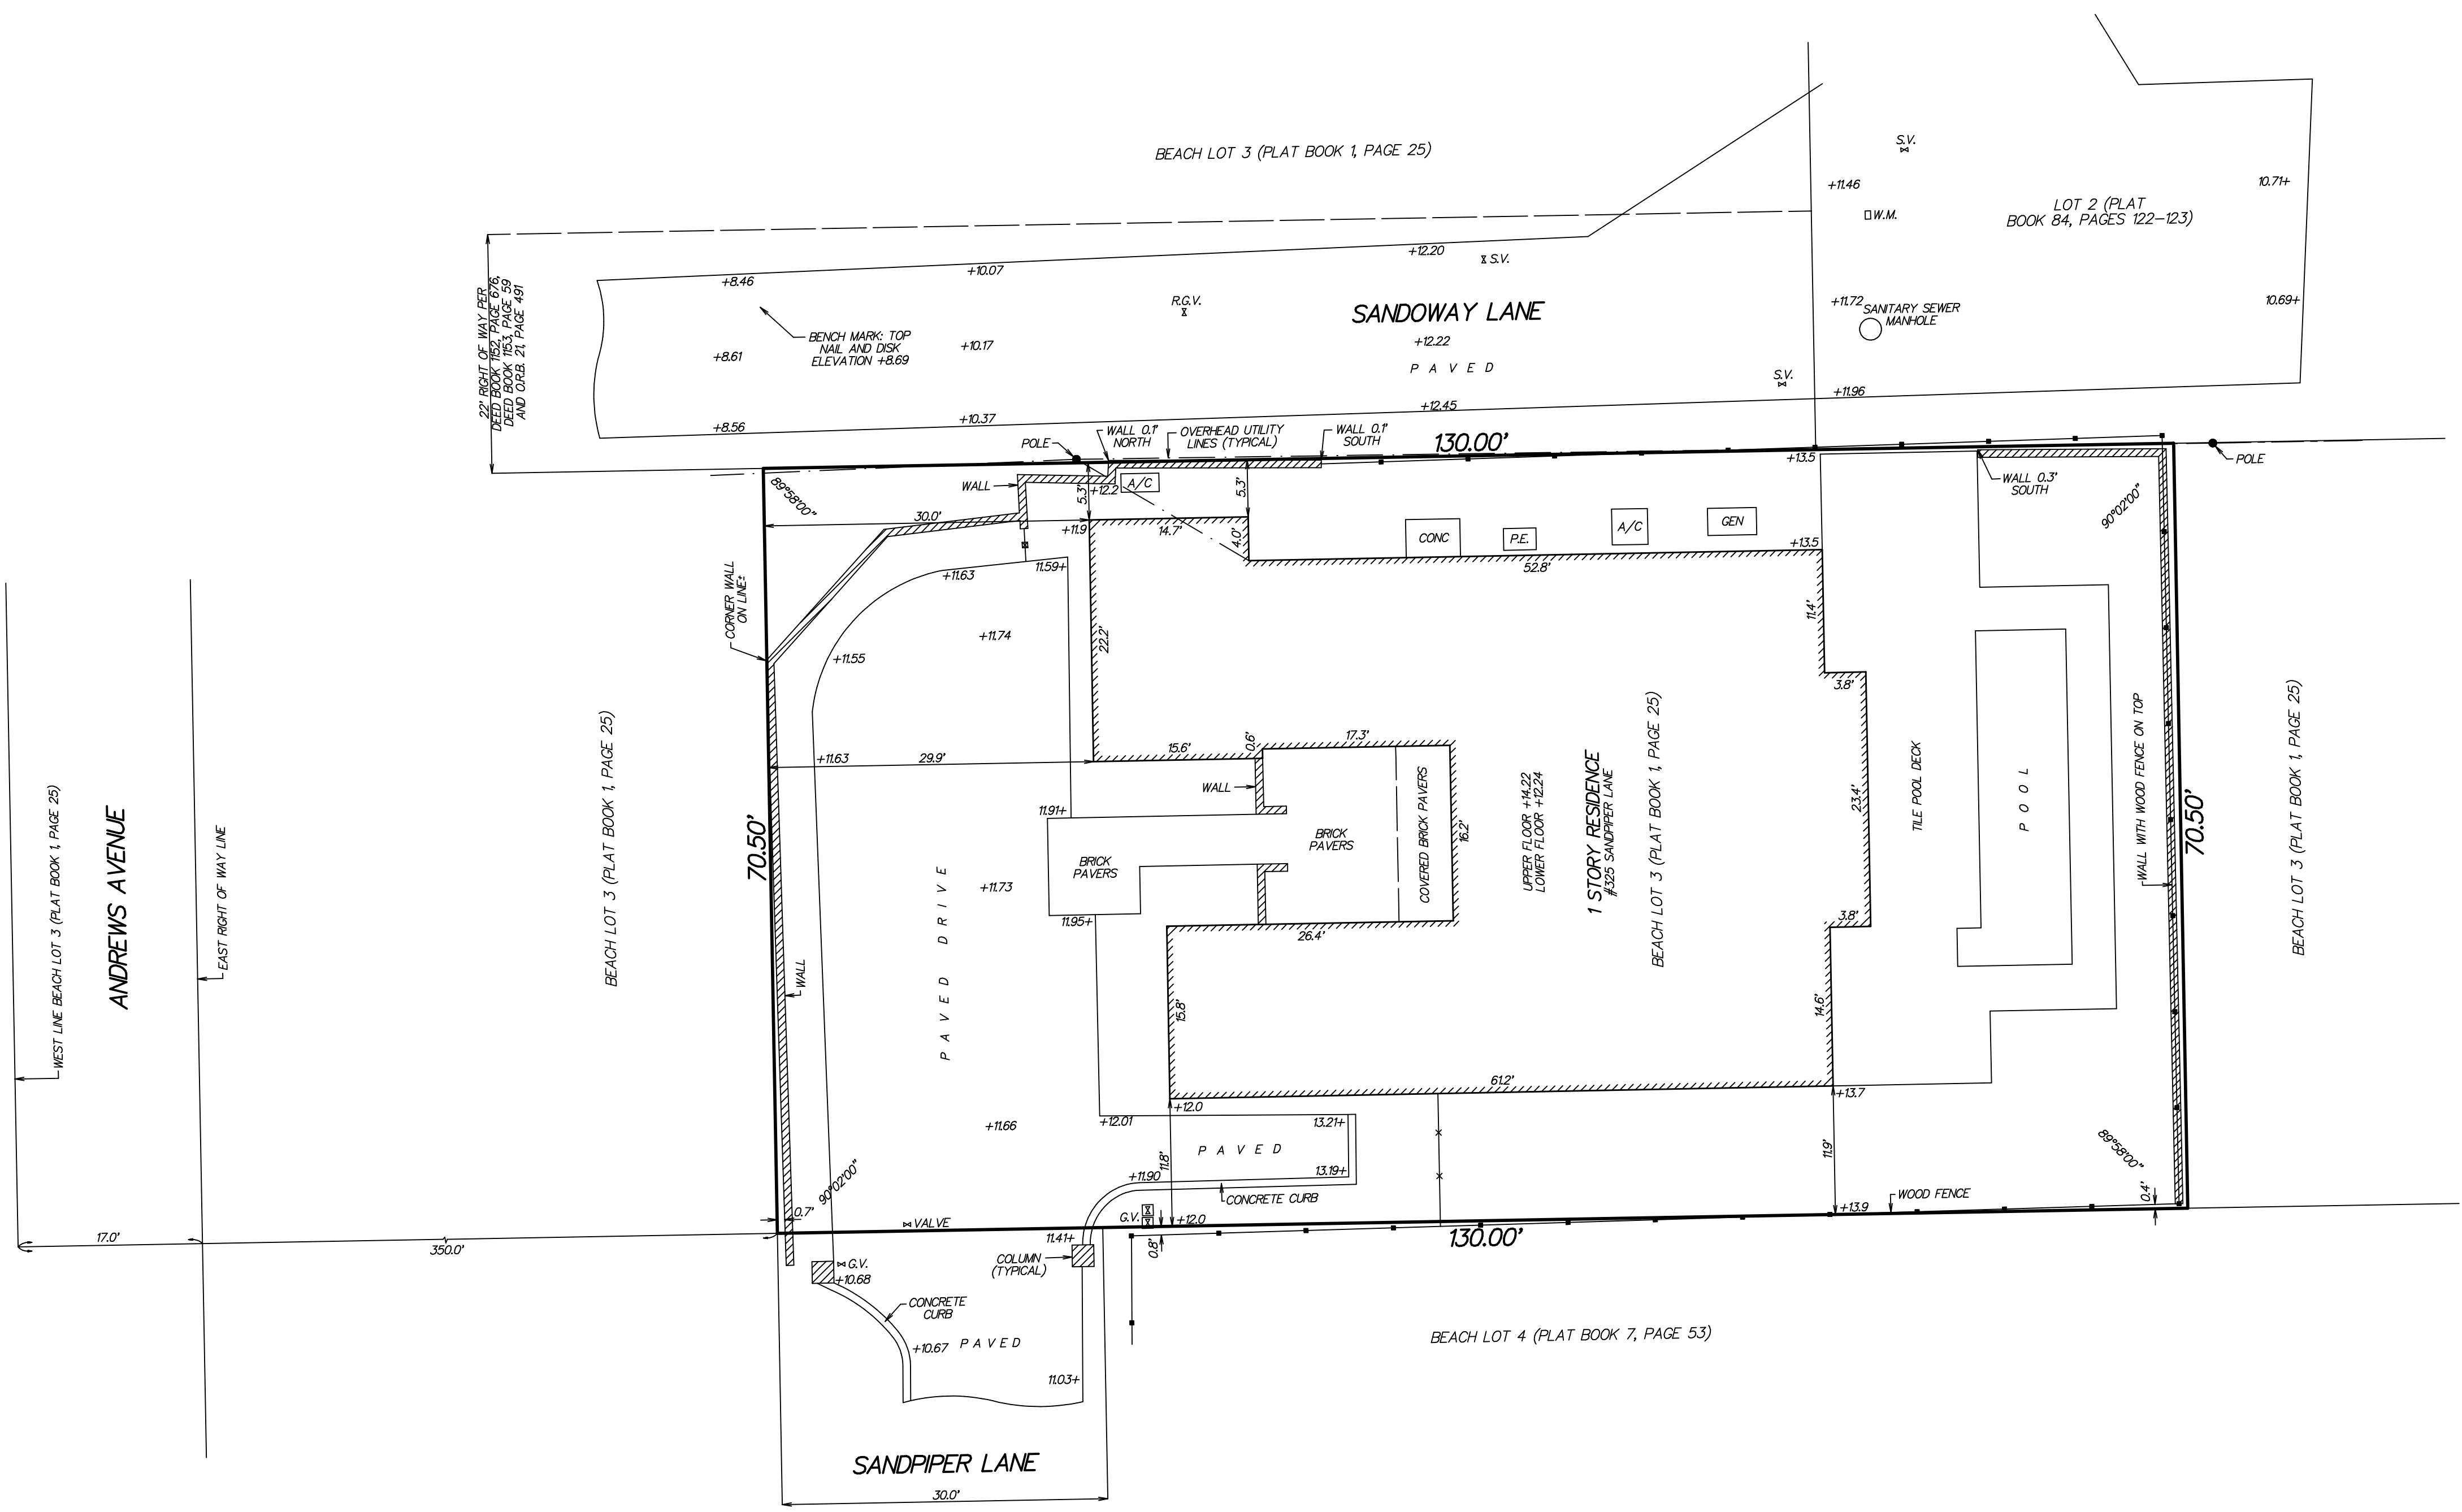 BEACH LOT 3 (PLAT BOOK 1, PAGE 25)
S.V.
+11.46
10.71+
W.M.
LOT 2 (PLAT
BOOK 84, PAGES 122-123)
22' RIGHT OF WAY PER
DEED BOOK 1152, PAGE 676,
DEED BOOK 1153, PAGE 59
AND O.R.B. 21, PAGE 491
+8.46
+10.07
+12.20
S.V.
R.G.V.
SANDOWAY LANE
+11.72
SANITARY SEWER
MANHOLE
10.69+
BENCH MARK: TOP
NAIL AND DISK
ELEVATION +8.69
+8.61
+10.17
+12.22
P A V E D
S.V.
+11.96
+8.56
+10.37
+12.45
POLE
WALL 0.1'
NORTH
OVERHEAD UTILITY
LINES (TYPICAL)
WALL 0.1'
SOUTH
130.00'
+13.5
POLE
89°58'00"
WALL
5.3'
+12.2
A/C
5.3'
WALL 0.3'
SOUTH
90°02'00"
30.0'
+11.9
14.7'
4.0'
CONC
P.E.
A/C
GEN
+13.5
52.8'
CORNER WALL
ON LINE±
+11.63
11.59+
11.4'
22.2'
+11.74
+11.55
3.8'
+11.63
29.9'
15.6'
0.6'
17.3'
WALL
11.91+
BRICK
PAVERS
BRICK
PAVERS
COVERED BRICK PAVERS
16.2'
UPPER FLOOR +14.22
LOWER FLOOR +12.24
1 STORY RESIDENCE
#325 SANDPIPER LANE
BEACH LOT 3 (PLAT BOOK 1, PAGE 25)
23.4'
TILE POOL DECK
P O O L
WALL WITH WOOD FENCE ON TOP
70.50'
BEACH LOT 3 (PLAT BOOK 1, PAGE 25)
WEST LINE BEACH LOT 3 (PLAT BOOK 1, PAGE 25)
ANDREWS AVENUE
EAST RIGHT OF WAY LINE
BEACH LOT 3 (PLAT BOOK 1, PAGE 25)
70.50'
WALL
P A V E D   D R I V E
+11.73
11.95+
26.4'
3.8'
15.8'
14.6'
61.2'
+12.0
+13.7
+11.66
+12.01
13.21+
P A V E D
11.8'
+11.90
13.19+
CONCRETE CURB
11.9'
89°58'00"
90°02'00"
0.7'
VALVE
G.V.
+12.0
+13.9
WOOD FENCE
0.4'
17.0'
350.0'
11.41+
0.8'
130.00'
COLUMN
(TYPICAL)
G.V.
+10.68
CONCRETE
CURB
+10.67
P A V E D
11.03+
BEACH LOT 4 (PLAT BOOK 7, PAGE 53)
SANDPIPER LANE
30.0'